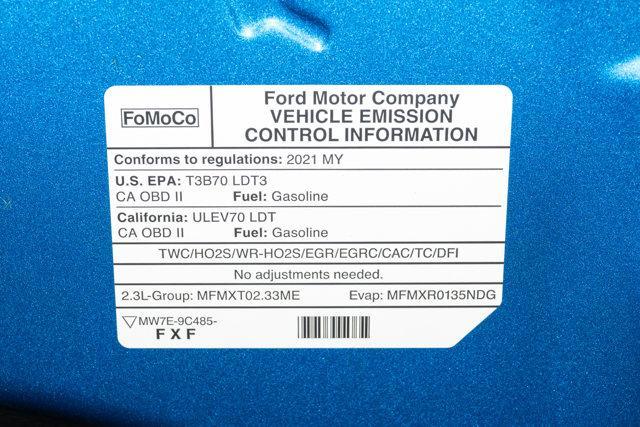 FoMoCo
Ford Motor Company
VEHICLE EMISSION
CONTROL INFORMATION
Conforms to regulations: 2021 MY
U.S. EPA: T3B70 LDT3
CA OBD II Fuel: Gasoline
California: ULEV70 LDT
CA OBD II Fuel: Gasoline
TWC/HO2S/WR-HO2S/EGR/EGRC/CAC/TC/DFI
No adjustments needed.
2.3L-Group: MFMXT02.33ME Evap: MFMXR0135NDG
MW7E-9C485-
F X F